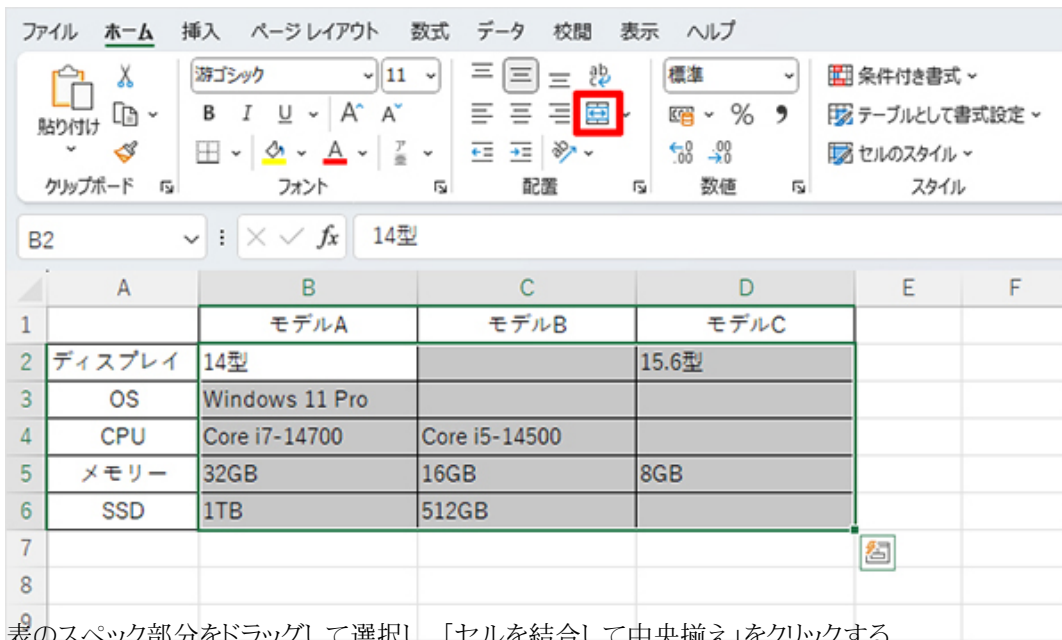 ファイル ホーム 挿入 ページ レイアウト 数式 データ 校閲 表示 ヘルプ
貼り付け
游ゴシック 11
B I U A A
ab
標準
% 9
条件付き書式
テーブルとして書式設定
セルのスタイル
クリップボード フォント 配置 数値 スタイル
B2 fx 14型
A B C D E F
1 モデルA モデルB モデルC
2 ディスプレイ 14型 15.6型
3 OS Windows 11 Pro
4 CPU Core i7-14700 Core i5-14500
5 メモリー 32GB 16GB 8GB
6 SSD 1TB 512GB
7
8
9
表のスペック部分をドラッグして選択し、「セルを結合して中央揃え」をクリックする